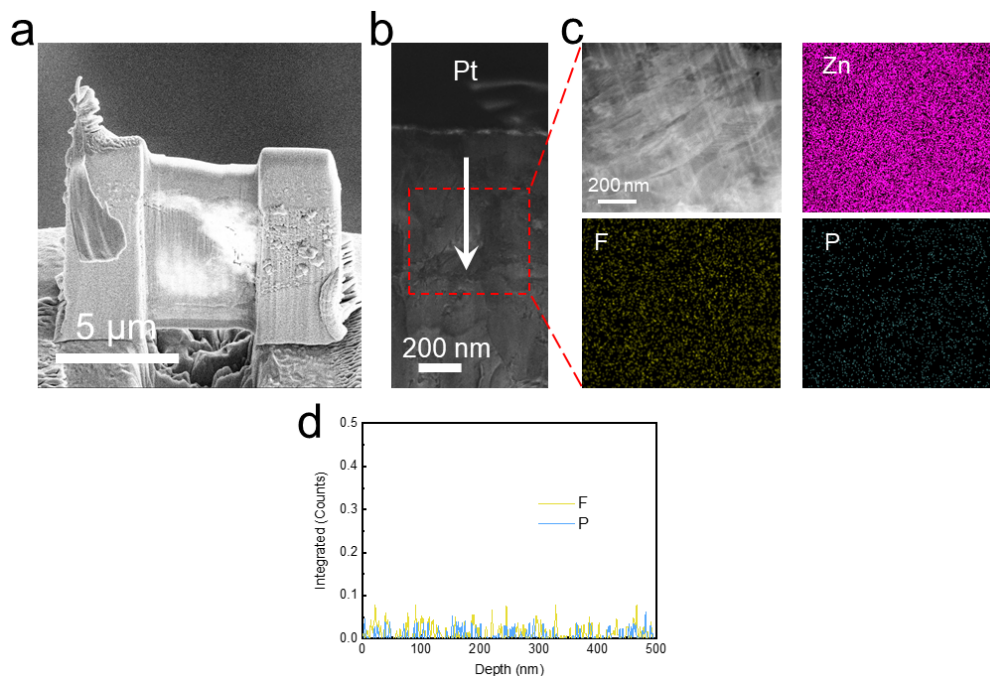 a
5 μm
b
Pt
200 nm
c
200 nm
Zn
F
P
d
Integrated (Counts)
0.5
0.4
0.3
0.2
0.1
0.0
F
P
0
100
200
300
400
500
Depth (nm)